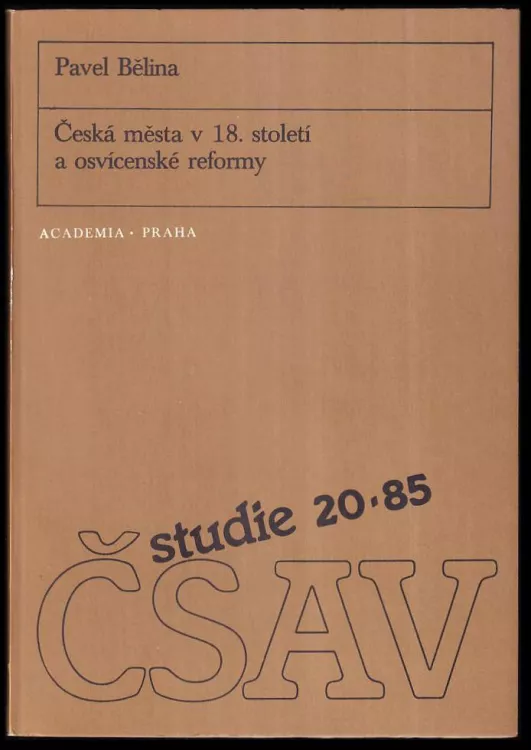 Pavel Bělina
Česká města v 18. století
a osvícenské reformy
ACADEMIA · PRAHA
studie 20·85
ČSAV